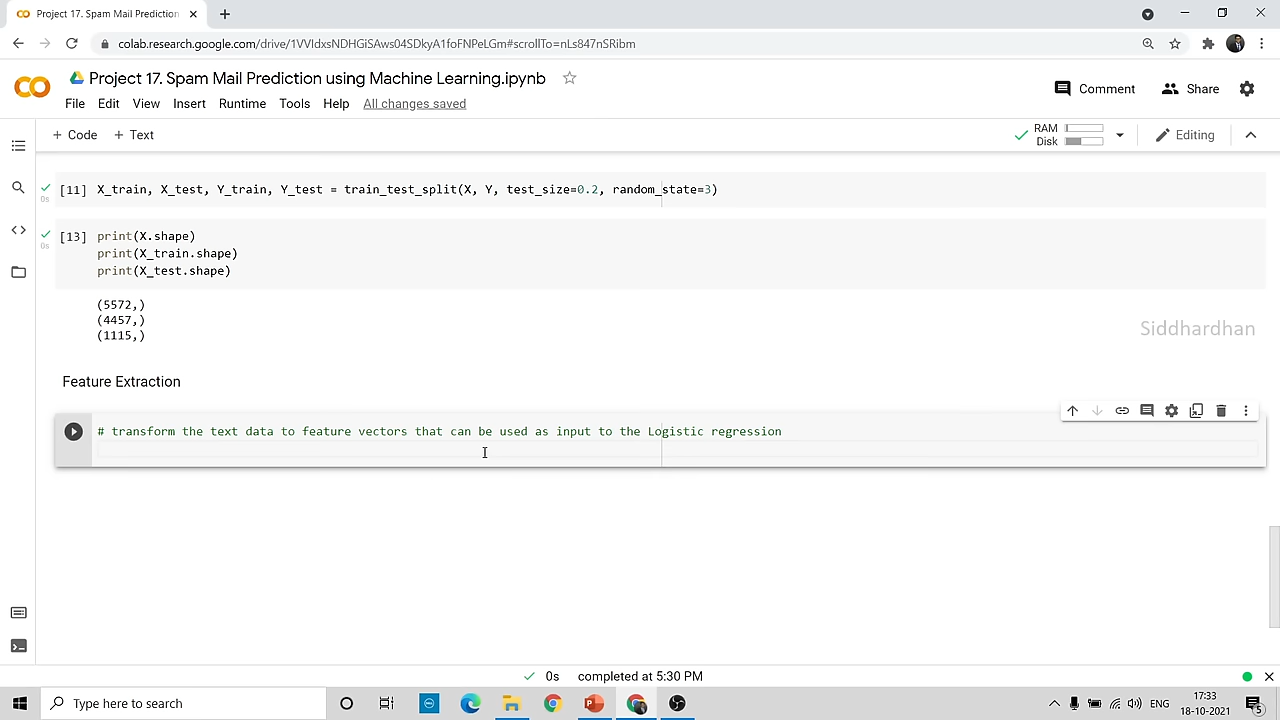 Project 17. Spam Mail Prediction
colab.research.google.com/drive/1VVIdxsNDHGiSAws04SDkyA1foFNPeLGm#scrollTo=nLs847nSRibm
Project 17. Spam Mail Prediction using Machine Learning.ipynb
File Edit View Insert Runtime Tools Help All changes saved
Comment Share
+ Code + Text
RAM
Disk
Editing
[11] X_train, X_test, Y_train, Y_test = train_test_split(X, Y, test_size=0.2, random_state=3)
0s
[13] print(X.shape)
0s
print(X_train.shape)
print(X_test.shape)
(5572,)
(4457,)
(1115,)
Siddhardhan
Feature Extraction
# transform the text data to feature vectors that can be used as input to the Logistic regression
0s completed at 5:30 PM
Type here to search
ENG
17:33
18-10-2021
5